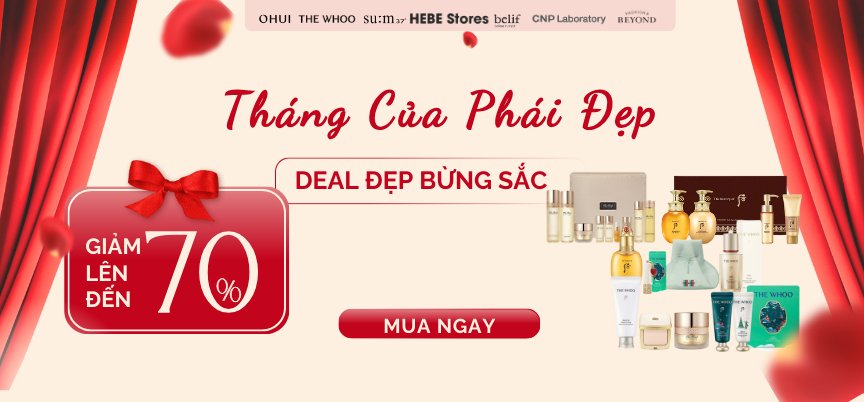 OHUI THE WHOO su:m37° HEBE Stores belif CNP Laboratory BEYOND
Tháng Của Phái Đẹp
DEAL ĐẸP BỪNG SẮC
GIẢM
LÊN
ĐẾN
70%
MUA NGAY
THE WHOO
THE WHOO